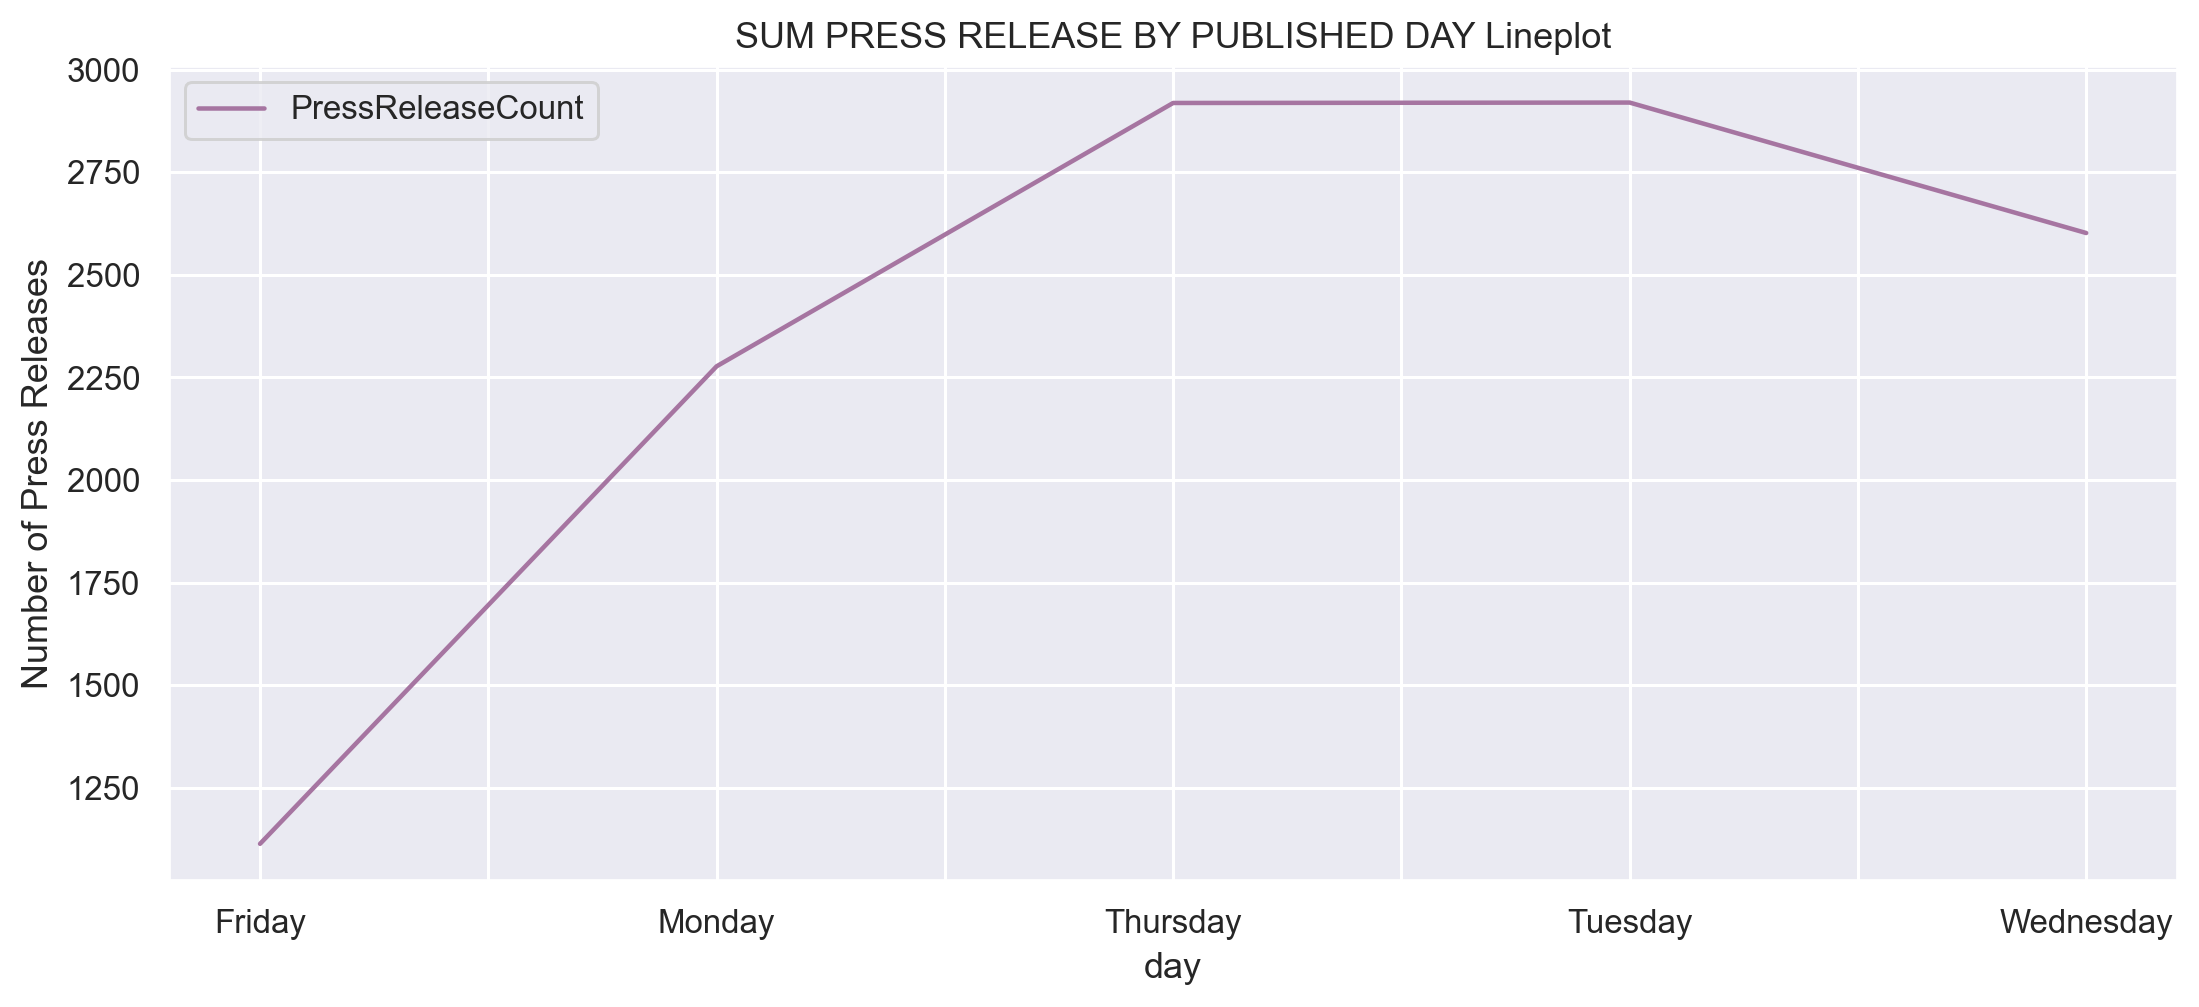 SUM PRESS RELEASE BY PUBLISHED DAY Lineplot
PressReleaseCount
Number of Press Releases
3000
2750
2500
2250
2000
1750
1500
1250
Friday Monday Thursday Tuesday Wednesday
day